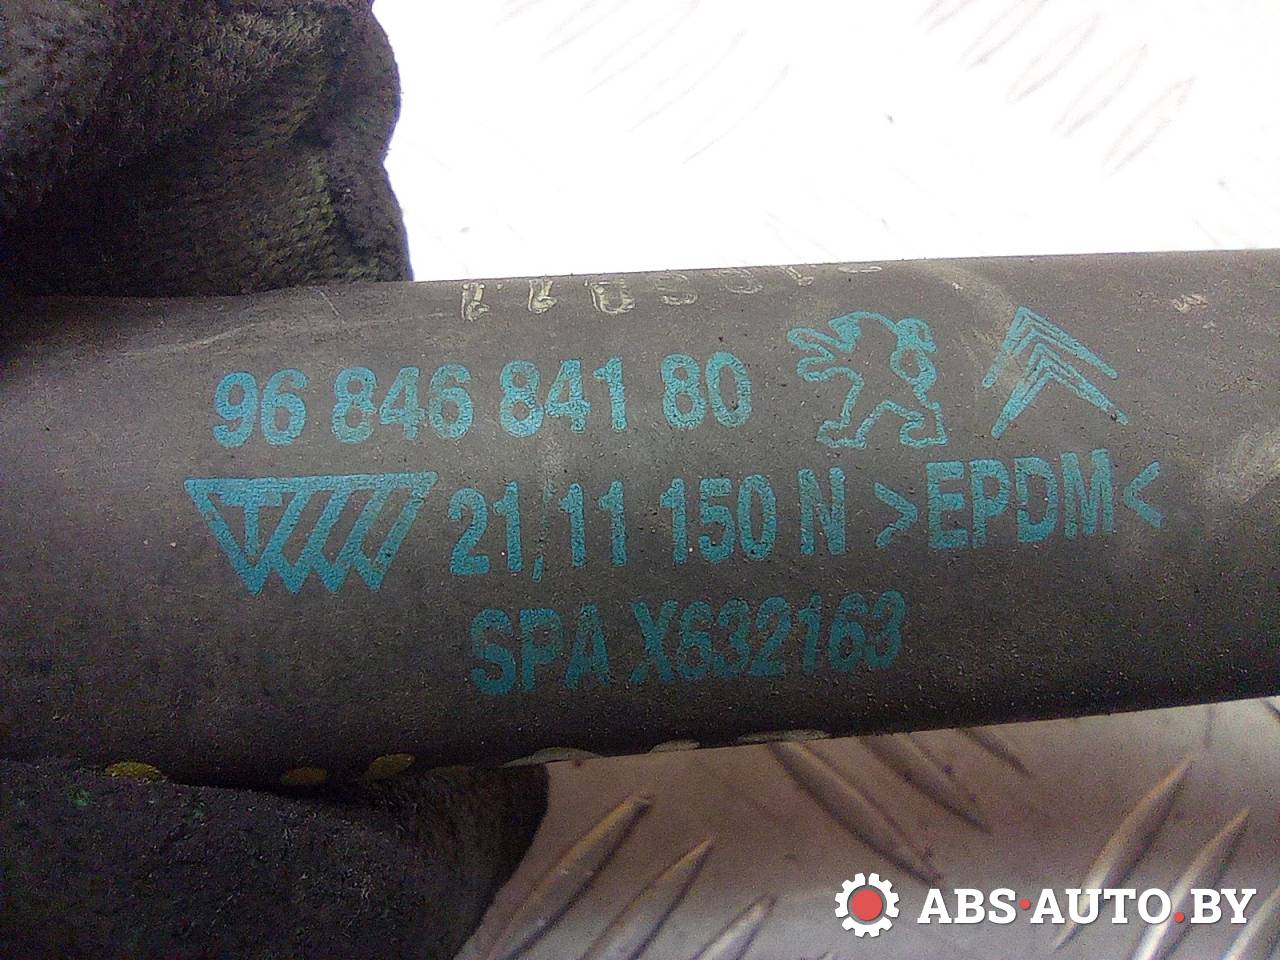 96 846 841 80
21,11 150 N >EPDM<
SPA X632163
ABS·AUTO.BY